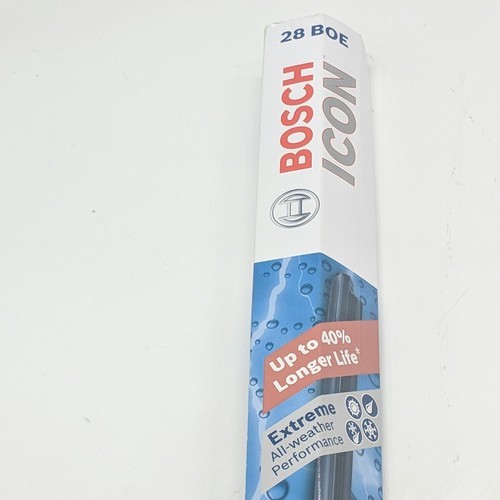 28 BOE
BOSCH
ICON
Up to 40%
Longer Life*
Extreme
All-weather
Performance